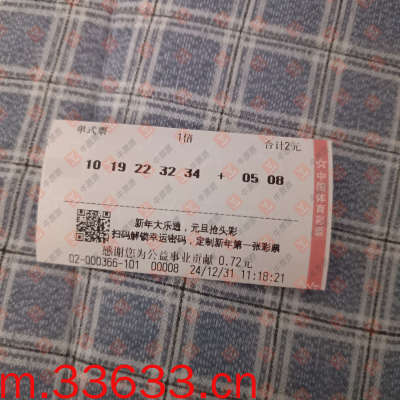 单式票 1倍 合计2元
10 19 22 32 34 + 05 08
新年大乐透，元旦抢头彩
扫码解锁幸运密码，定制新年第一张彩票
感谢您为公益事业贡献 0.72元
02-000366-101 00008 24/12/31 11:18:21
中国体育彩票
m.33633.cn